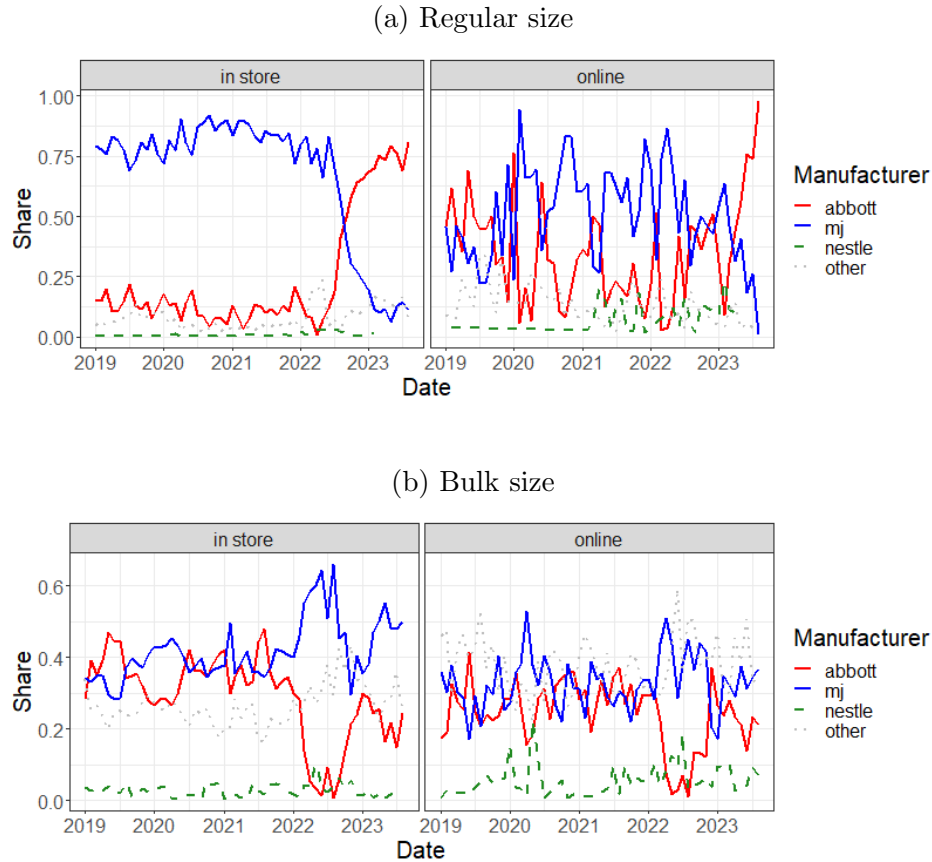 (a) Regular size
in store
online
1.00
0.75
0.50
0.25
0.00
Share
2019
2020
2021
2022
2023
2019
2020
2021
2022
2023
Date
Manufacturer
abbott
mj
nestle
other
(b) Bulk size
in store
online
0.6
0.4
0.2
0.0
Share
2019
2020
2021
2022
2023
2019
2020
2021
2022
2023
Date
Manufacturer
abbott
mj
nestle
other